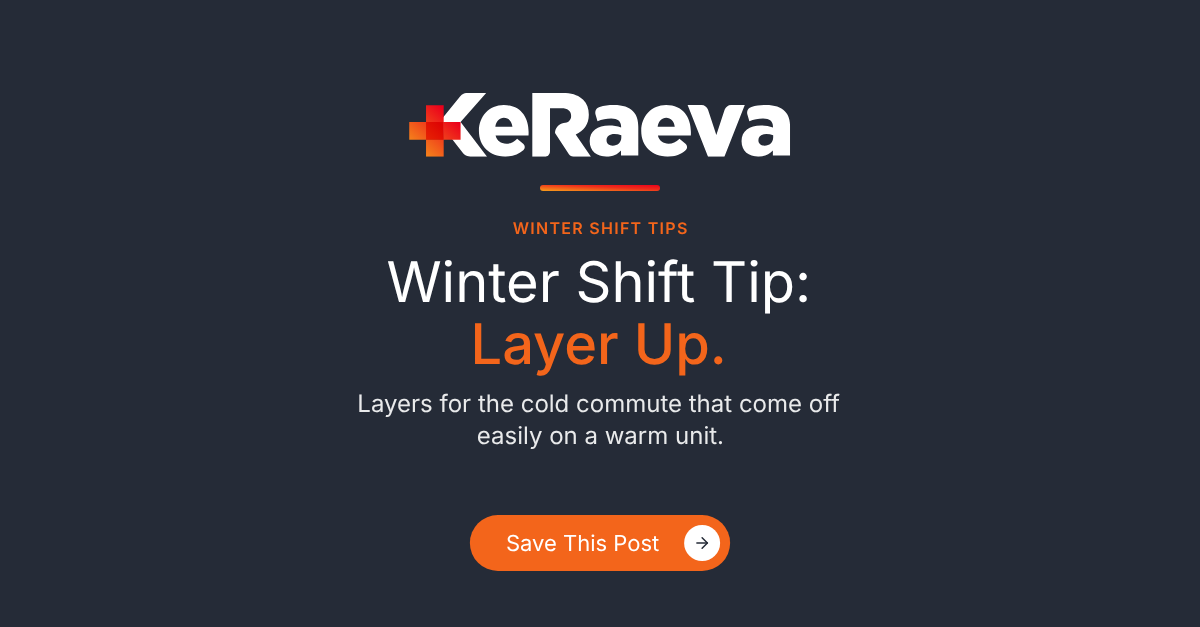 KeRaeva
WINTER SHIFT TIPS
Winter Shift Tip:
Layer Up.
Layers for the cold commute that come off
easily on a warm unit.
Save This Post